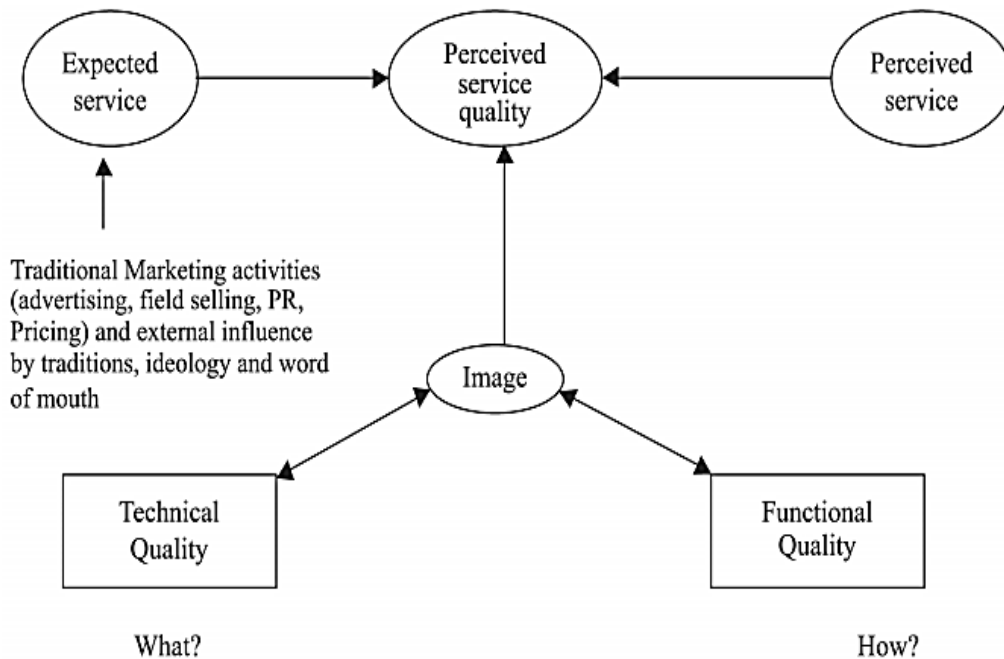 Expected
service
Perceived
service
quality
Perceived
service
Traditional Marketing activities
(advertising, field selling, PR,
Pricing) and external influence
by traditions, ideology and word
of mouth
Image
Technical
Quality
Functional
Quality
What?
How?